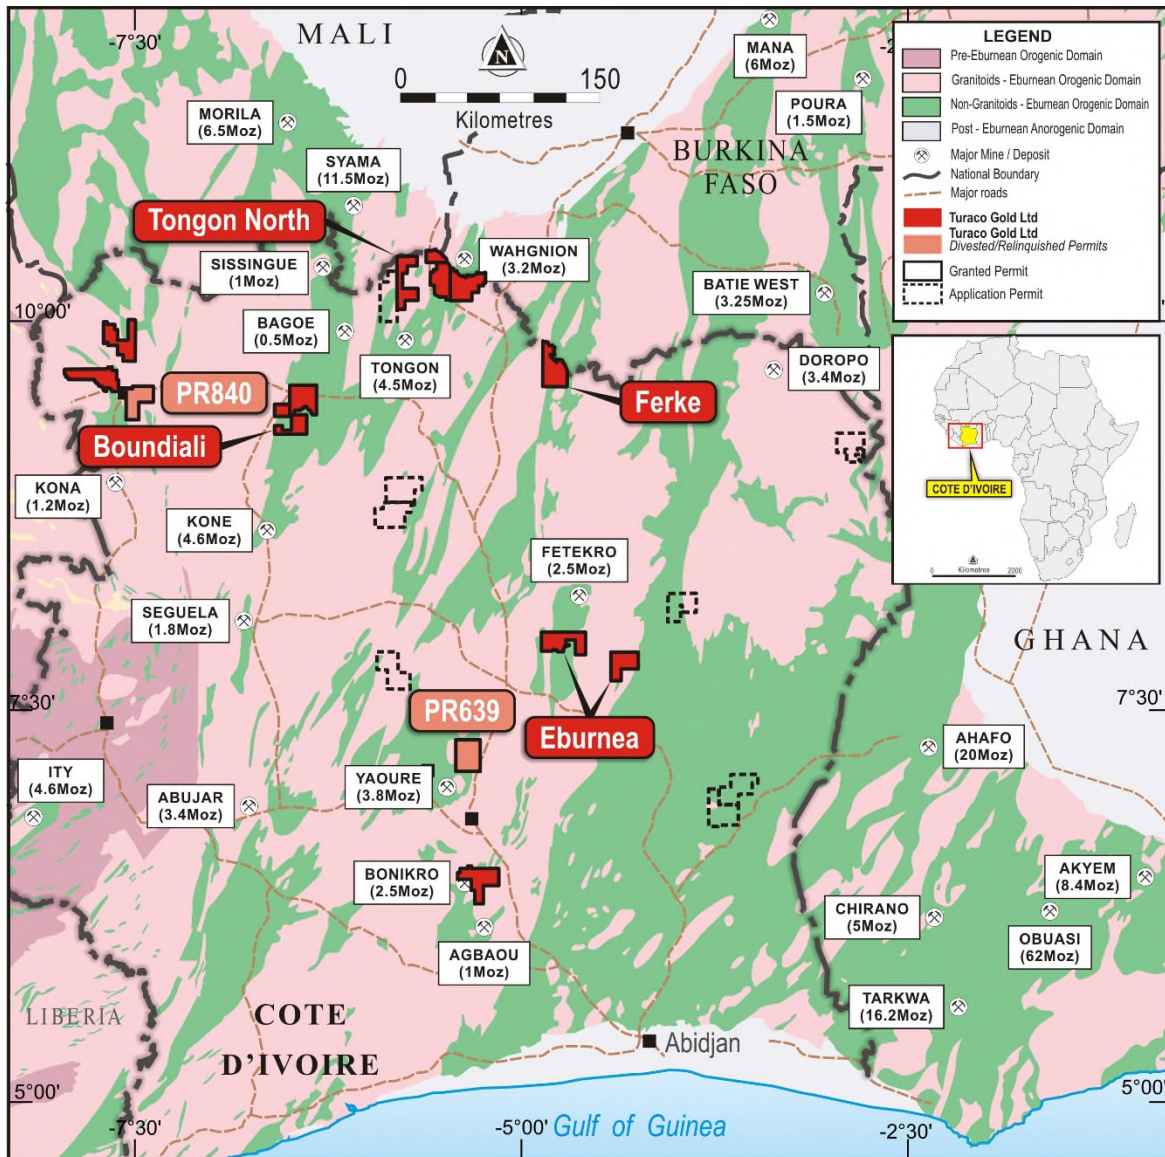 -7°30'
MALI
N
0
150
Kilometres
MANA
(6Moz)
POURA
(1.5Moz)
LEGEND
Pre-Eburnean Orogenic Domain
Granitoids - Eburnean Orogenic Domain
Non-Granitoids - Eburnean Orogenic Domain
Post - Eburnean Anorogenic Domain
Major Mine / Deposit
National Boundary
Major roads
Turaco Gold Ltd
Turaco Gold Ltd
Divested/Relinquished Permits
Granted Permit
Application Permit
MORILA
(6.5Moz)
SYAMA
(11.5Moz)
BURKINA
FASO
Tongon North
SISSINGUE
(1Moz)
WAHGNION
(3.2Moz)
BATIE WEST
(3.25Moz)
10°00'
BAGOE
(0.5Moz)
TONGON
(4.5Moz)
DOROPO
(3.4Moz)
PR840
Ferke
Boundiali
COTE D'IVOIRE
Kilometres
0
2000
KONA
(1.2Moz)
KONE
(4.6Moz)
FETEKRO
(2.5Moz)
SEGUELA
(1.8Moz)
GHANA
7°30'
7°30'
PR639
Eburnea
AHAFO
(20Moz)
ITY
(4.6Moz)
ABUJAR
(3.4Moz)
YAOURE
(3.8Moz)
BONIKRO
(2.5Moz)
AKYEM
(8.4Moz)
CHIRANO
(5Moz)
OBUASI
(62Moz)
AGBAOU
(1Moz)
TARKWA
(16.2Moz)
LIBERIA
COTE
D'IVOIRE
Abidjan
5°00'
5°00'
-7°30'
-5°00'
Gulf of Guinea
-2°30'